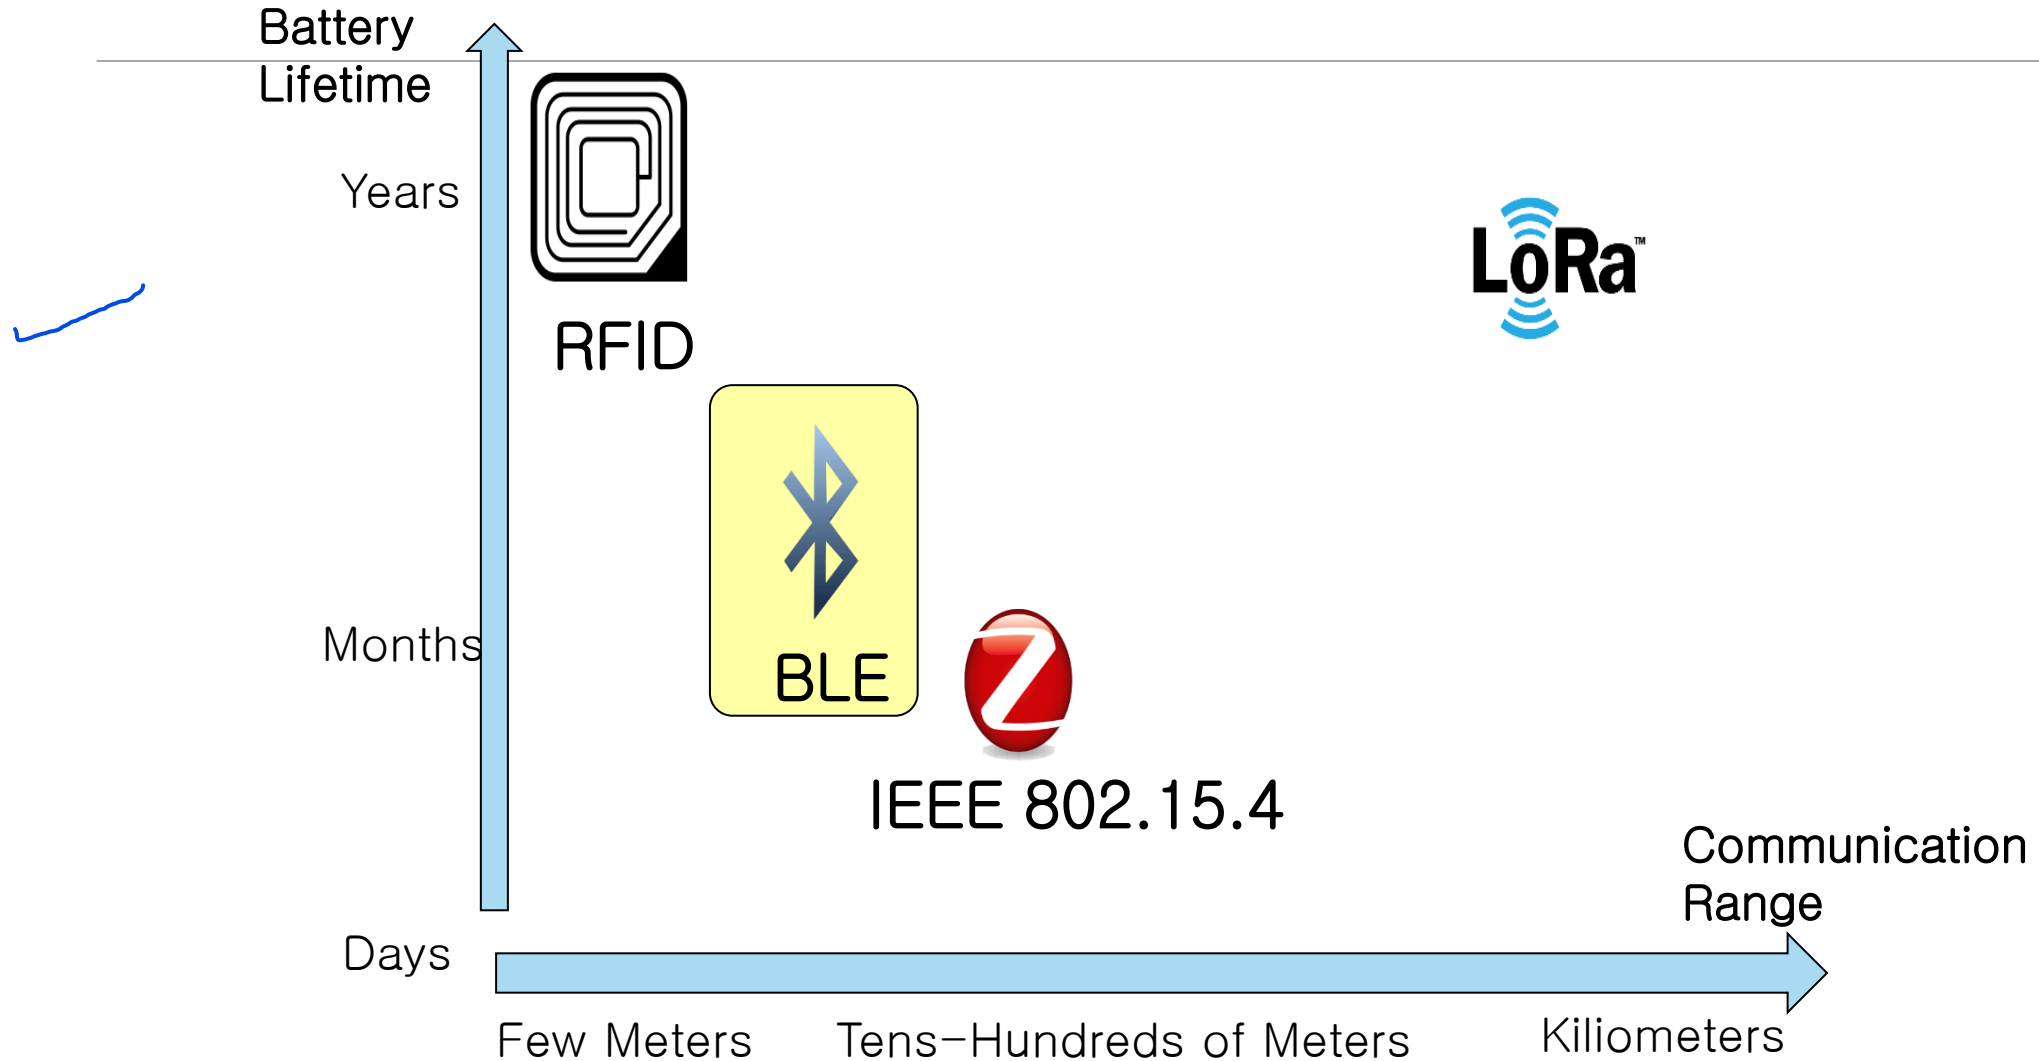 Battery
Lifetime
Years
LoRa™
RFID
BLE
Months
Z
IEEE 802.15.4
Communication
Range
Days
Few Meters
Tens-Hundreds of Meters
Kiliometers